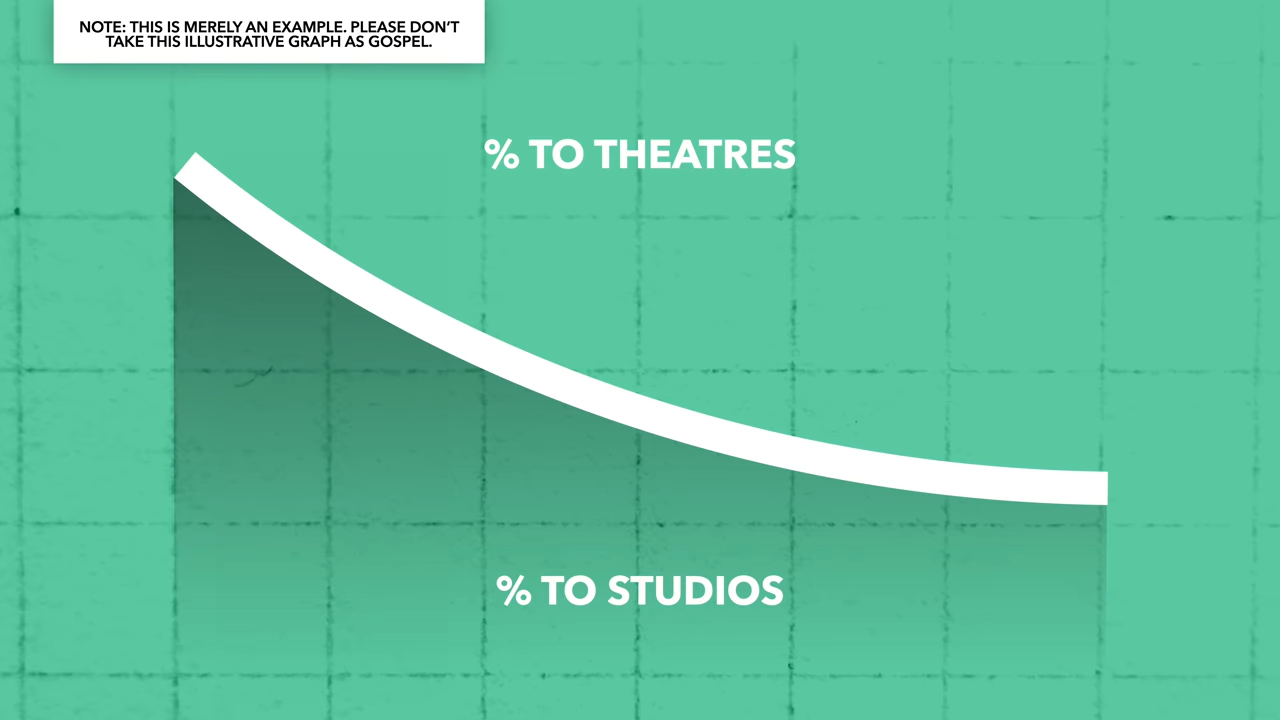 NOTE: THIS IS MERELY AN EXAMPLE. PLEASE DON'T
TAKE THIS ILLUSTRATIVE GRAPH AS GOSPEL.
% TO THEATRES
% TO STUDIOS